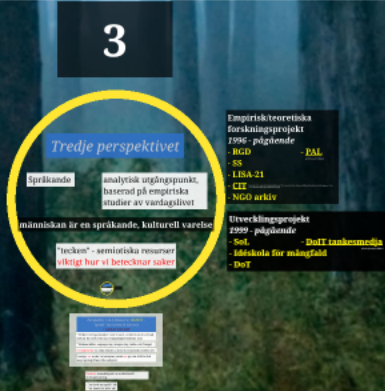 3
Tredje perspektivet
Språkande
analytisk utgångspunkt,
baserad på empiriska
studier av vardagslivet
människan är en språkande, kulturell varelse
"tecken" - semiotiska resurser
viktigt hur vi betecknar saker
Empirisk/teoretiska
forskningsprojekt
1996 - pågående
- RGD - PAL
- SS
- LISA-21
- CIT
- NGO arkiv
Utvecklingsprojekt
1999 - pågående
- SoL - DoIT tankesmedja
- Idéskola för mångfald
- DoT